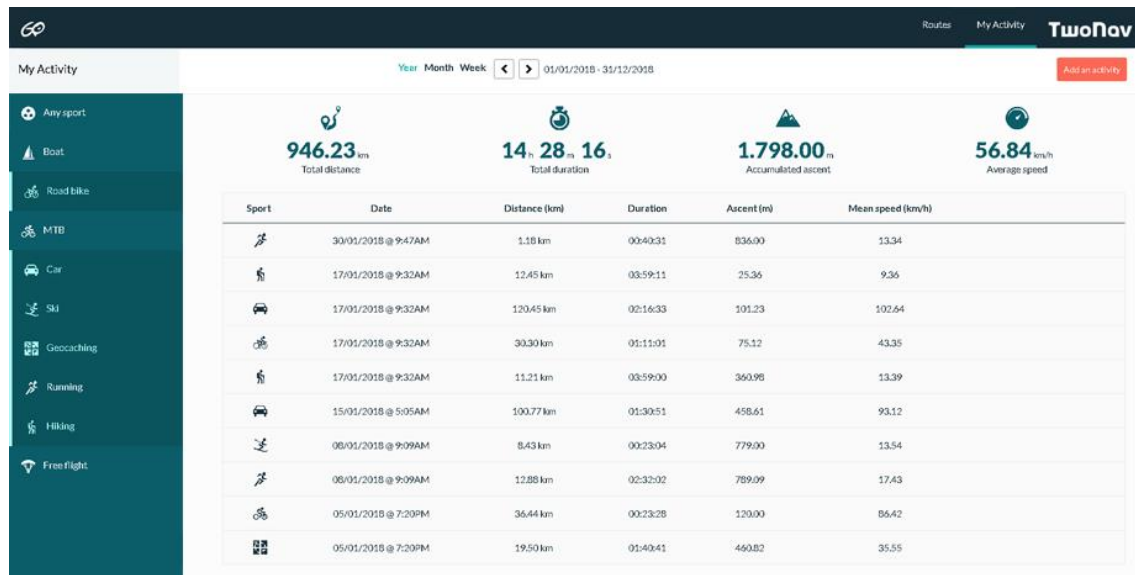 GO Routes My Activity TwoNav
My Activity Year Month Week 01/01/2018 - 31/12/2018 Add an activity
Any sport
Boat
Road bike
MTB
Car
Ski
Geocaching
Running
Hiking
Free flight
946.23 km 14 h 28 m 16 s 1.798.00 m 56.84 km/h
Total distance Total duration Accumulated ascent Average speed
Sport Date Distance (km) Duration Ascent (m) Mean speed (km/h)
30/01/2018 @ 9:47AM 1.18 km 00:40:31 836.00 13.34
17/01/2018 @ 9:32AM 12.45 km 03:59:11 25.36 9.36
17/01/2018 @ 9:32AM 120.45 km 02:16:33 101.23 102.64
17/01/2018 @ 9:32AM 30.30 km 01:11:01 75.12 43.35
17/01/2018 @ 9:32AM 11.21 km 03:59:00 360.98 13.39
15/01/2018 @ 5:05AM 100.77 km 01:30:51 458.61 93.12
08/01/2018 @ 9:09AM 8.43 km 00:23:04 779.00 13.54
08/01/2018 @ 9:09AM 12.88 km 02:32:02 789.09 17.43
05/01/2018 @ 7:20PM 36.44 km 00:23:28 120.00 86.42
05/01/2018 @ 7:20PM 19.50 km 01:40:41 460.82 35.55